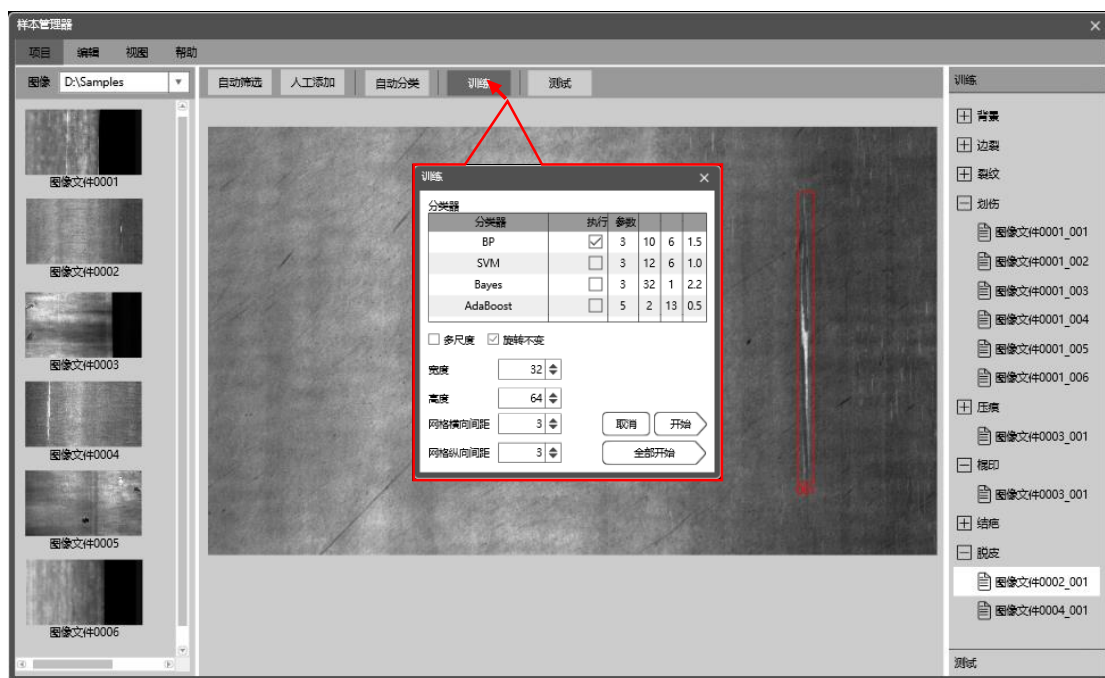 样本管理器
项目 编辑 视图 帮助
图像 D:\Samples
自动筛选 人工添加 自动分类 训练 测试
图像文件0001
图像文件0002
图像文件0003
图像文件0004
图像文件0005
图像文件0006
训练
分类器
分类器 执行 参数
BP 3 10 6 1.5
SVM 3 12 6 1.0
Bayes 3 32 1 2.2
AdaBoost 5 2 13 0.5
多尺度 旋转不变
宽度 32
高度 64
网格横向间距 3 取消 开始
网格纵向间距 3 全部开始
训练
背景
边裂
裂纹
划伤
图像文件0001_001
图像文件0001_002
图像文件0001_003
图像文件0001_004
图像文件0001_005
图像文件0001_006
压痕
图像文件0003_001
辊印
图像文件0003_001
结疤
脱皮
图像文件0002_001
图像文件0004_001
测试